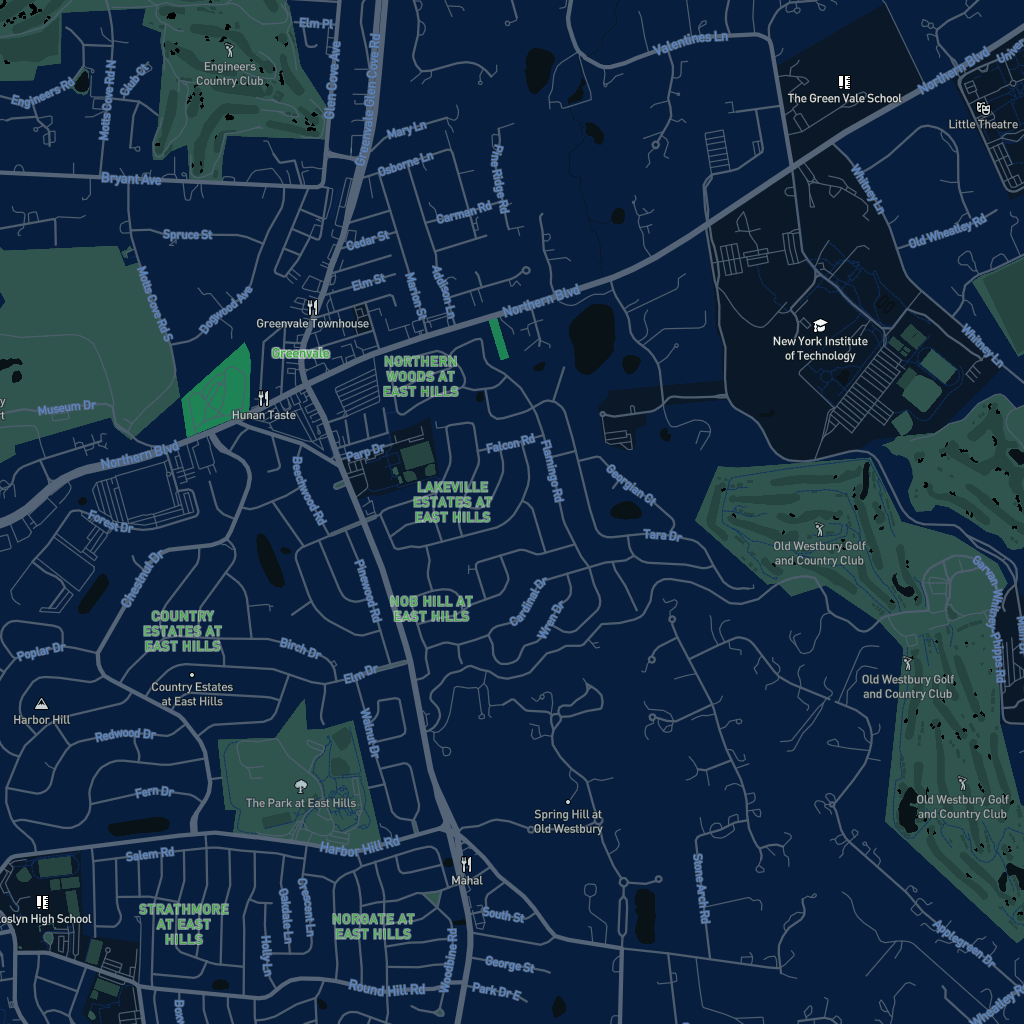 Elm Pl
Valentines Ln
Northern Blvd
Engineers
Country Club
Glen Cove Ave
Greenvale Glen Cove Rd
Engineers Rd
Motts Cove Rd N
Club Ct
The Green Vale School
Little Theatre
Mary Ln
Osborne Ln
Pine Ridge Rd
Bryant Ave
Whitney Ln
Garman Rd
Spruce St
Cedar St
Old Wheatley Rd
Elm St
Marion St
Addison Ln
Motts Cove Rd S
Dogwood Ave
Northern Blvd
Greenvale Townhouse
Greenvale
New York Institute
of Technology
Whitney Ln
NORTHERN
WOODS AT
EAST HILLS
Museum Dr
Hunan Taste
Northern Blvd
Parp Dr
Falcon Rd
Flamingo Rd
Beechwood Rd
Georgian Ct
LAKEVILLE
ESTATES AT
EAST HILLS
Forest Dr
Tara Dr
Old Westbury Golf
and Country Club
Chestnut Dr
Pinewood Rd
Cardinal Dr
Wren Dr
NOB HILL AT
EAST HILLS
Garvan Whitney Phipps Rd
COUNTRY
ESTATES AT
EAST HILLS
Poplar Dr
Birch Dr
Elm Dr
Country Estates
at East Hills
Old Westbury Golf
and Country Club
Harbor Hill
Redwood Dr
Walnut Dr
Fern Dr
The Park at East Hills
Spring Hill at
Old Westbury
Old Westbury Golf
and Country Club
Harbor Hill Rd
Salem Rd
Mahal
Stone Arch Rd
Roslyn High School
STRATHMORE
AT EAST
HILLS
Oakdale Ln
Crescent Ln
Holly Ln
NORGATE AT
EAST HILLS
South St
Woodbine Rd
Applegreen Dr
George St
Round Hill Rd
Park Dr E
Wheatley Rd